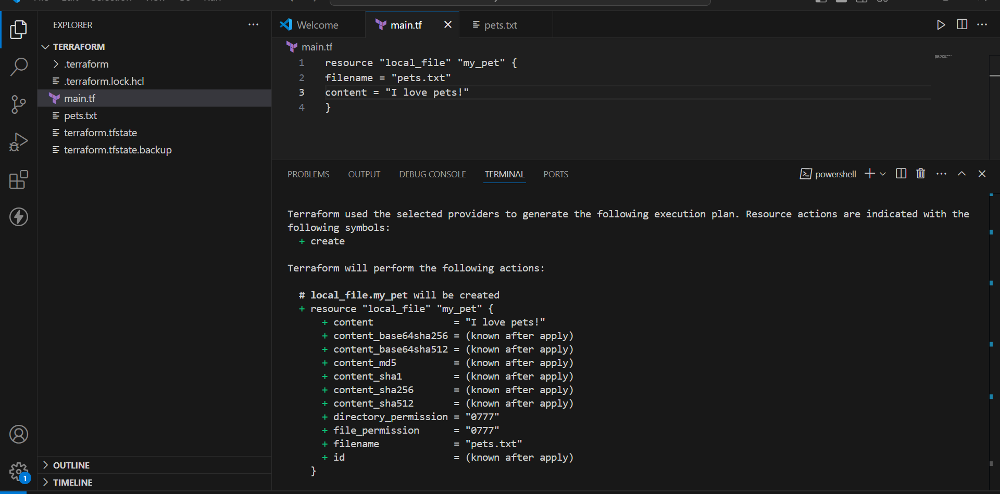 EXPLORER
TERRAFORM
.terraform
.terraform.lock.hcl
main.tf
pets.txt
terraform.tfstate
terraform.tfstate.backup
OUTLINE
TIMELINE
1
Welcome
main.tf
pets.txt
main.tf
1 resource "local_file" "my_pet" {
2 filename = "pets.txt"
3 content = "I love pets!"
4 }
PROBLEMS OUTPUT DEBUG CONSOLE TERMINAL PORTS
powershell
Terraform used the selected providers to generate the following execution plan. Resource actions are indicated with the
following symbols:
+ create
Terraform will perform the following actions:
# local_file.my_pet will be created
+ resource "local_file" "my_pet" {
+ content = "I love pets!"
+ content_base64sha256 = (known after apply)
+ content_base64sha512 = (known after apply)
+ content_md5 = (known after apply)
+ content_sha1 = (known after apply)
+ content_sha256 = (known after apply)
+ content_sha512 = (known after apply)
+ directory_permission = "0777"
+ file_permission = "0777"
+ filename = "pets.txt"
+ id = (known after apply)
}